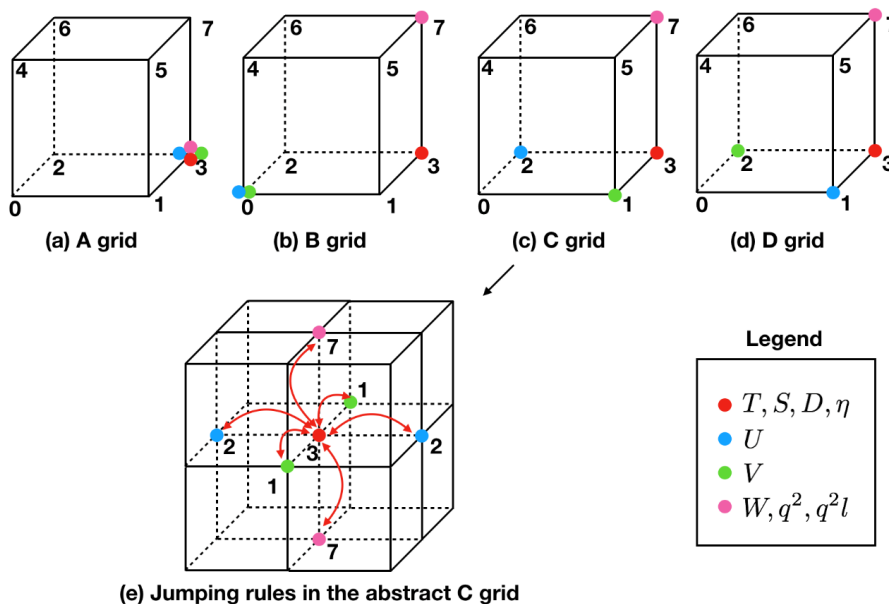 6 7 4 5 2 3 0 1
6 7 4 5 2 3 0 1
6 7 4 5 2 3 0 1
6 7 4 5 2 3 0 1
(a) A grid (b) B grid (c) C grid (d) D grid
7
1
2 3 2
1
7
(e) Jumping rules in the abstract C grid
Legend
T, S, D, η
U
V
W, q², q²l